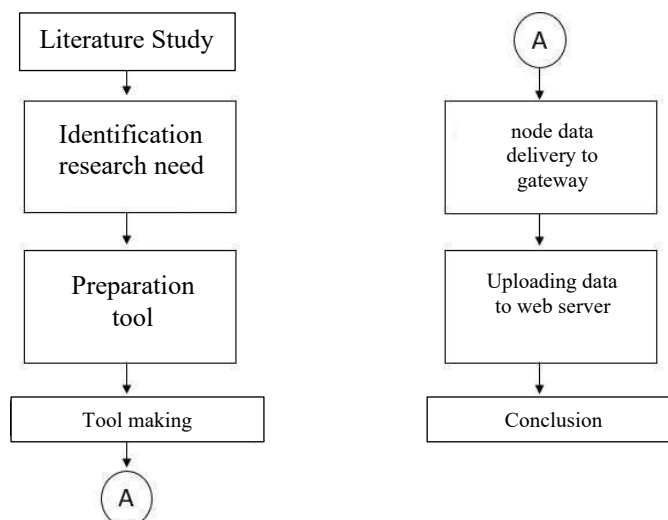 Literature Study
Identification
research need
Preparation
tool
Tool making
A
A
node data
delivery to
gateway
Uploading data
to web server
Conclusion